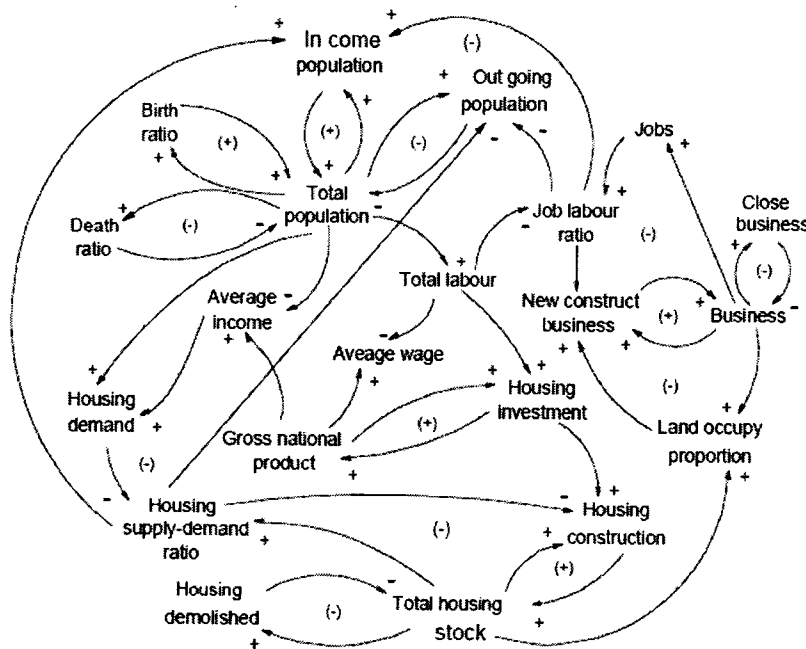 In come
population
Out going
population
Birth
ratio
Jobs
Total
population
Death
ratio
Job labour
ratio
Close
business
Total labour
Average
income
New construct
business
Business
Aveage wage
Housing
demand
Housing
investment
Gross national
product
Land occupy
proportion
Housing
supply-demand
ratio
Housing
construction
Housing
demolished
Total housing
stock
+
+
(-)
+
+
(+)
+
(+)
+
+
(-)
-
-
+
+
+
(-)
-
-
+
-
+
(-)
+
(-)
-
-
+
+
(+)
+
-
+
-
+
+
+
(-)
+
+
+
(+)
+
+
+
(-)
-
+
-
+
(-)
+
(+)
+
-
(-)
+